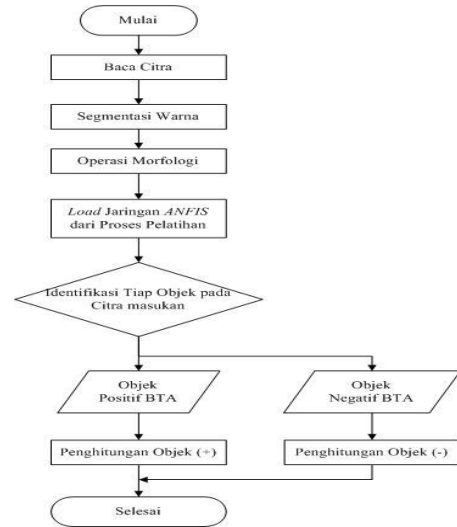 Mulai
Baca Citra
Segmentasi Warna
Operasi Morfologi
Load Jaringan ANFIS
dari Proses Pelatihan
Identifikasi Tiap Objek pada
Citra masukan
Objek
Positif BTA
Objek
Negatif BTA
Penghitungan Objek (+)
Penghitungan Objek (-)
Selesai